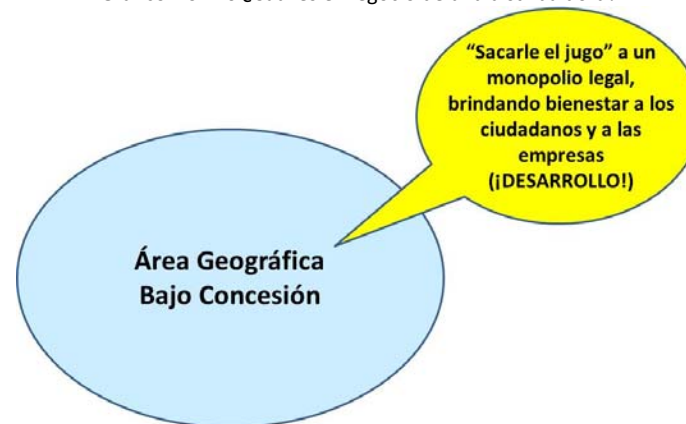 “Sacarle el jugo” a un
monopolio legal,
brindando bienestar a los
ciudadanos y a las
empresas
(¡DESARROLLO!)
Área Geográfica
Bajo Concesión